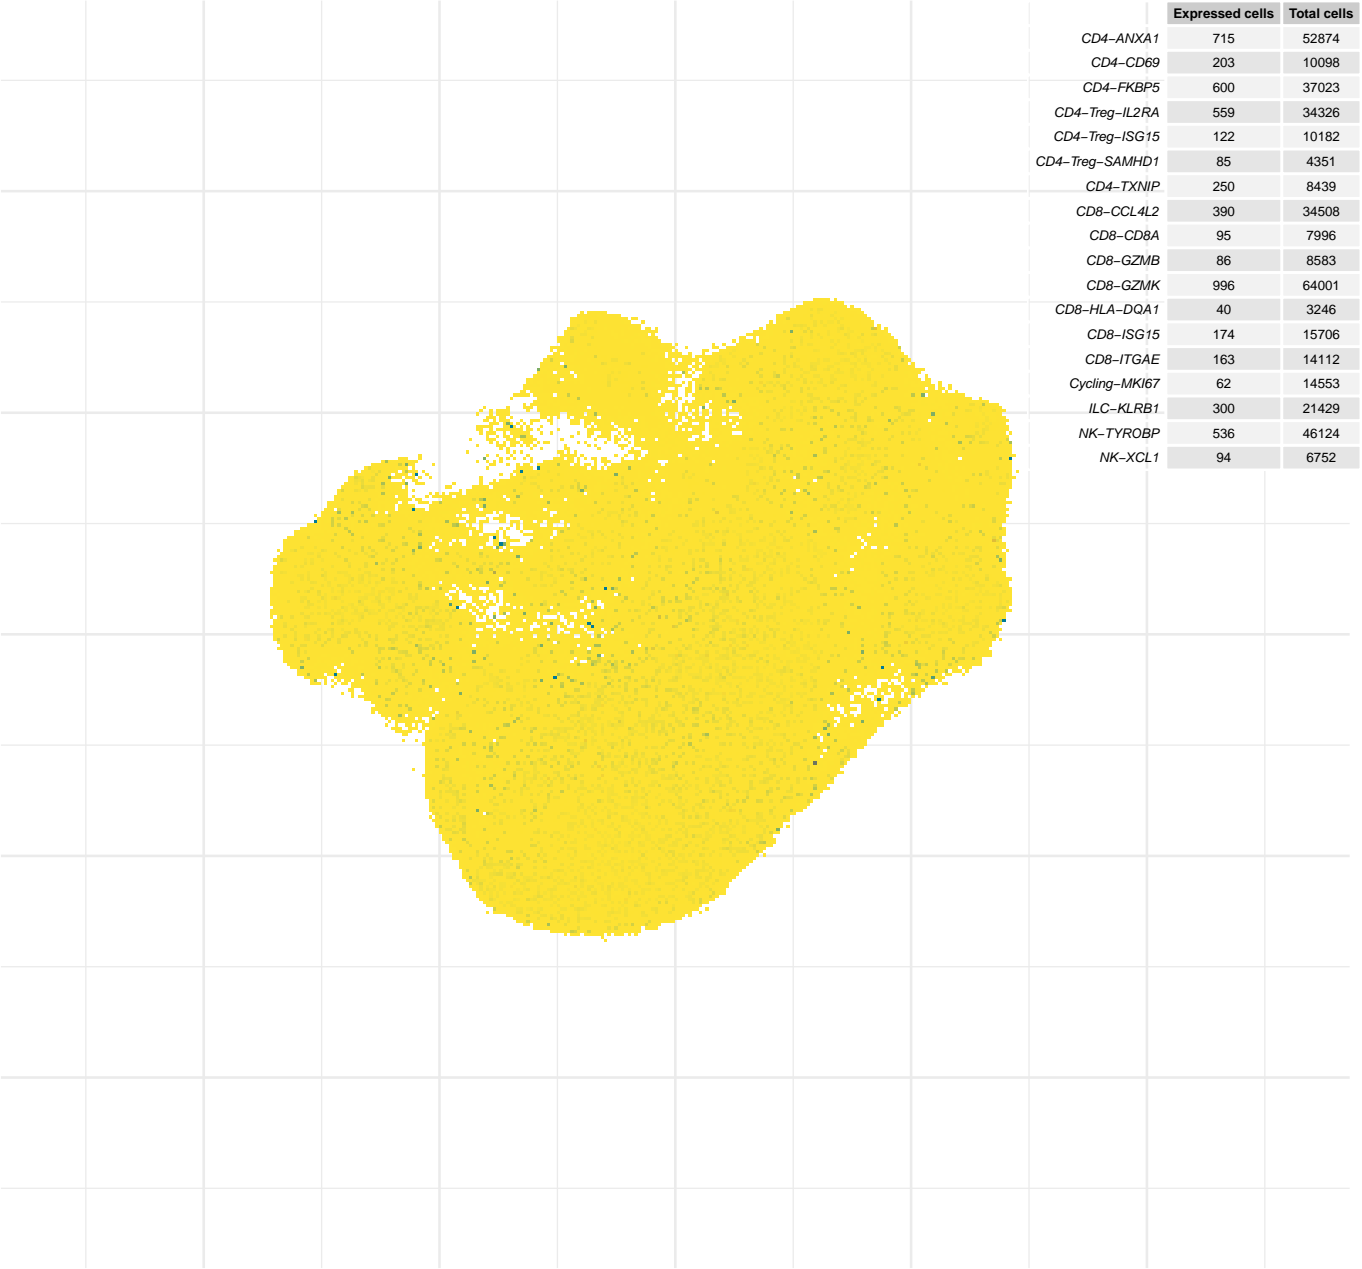 Expressed cells Total cells
CD4−ANXA1 715 52874
CD4−CD69 203 10098
CD4−FKBP5 600 37023
CD4−Treg−IL2RA 559 34326
CD4−Treg−ISG15 122 10182
CD4−Treg−SAMHD1 85 4351
CD4−TXNIP 250 8439
CD8−CCL4L2 390 34508
CD8−CD8A 95 7996
CD8−GZMB 86 8583
CD8−GZMK 996 64001
CD8−HLA−DQA1 40 3246
CD8−ISG15 174 15706
CD8−ITGAE 163 14112
Cycling−MKI67 62 14553
ILC−KLRB1 300 21429
NK−TYROBP 536 46124
NK−XCL1 94 6752